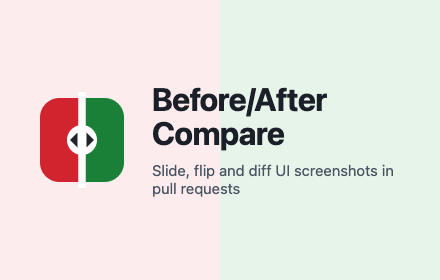 Before/After
Compare
Slide, flip and diff UI screenshots in
pull requests